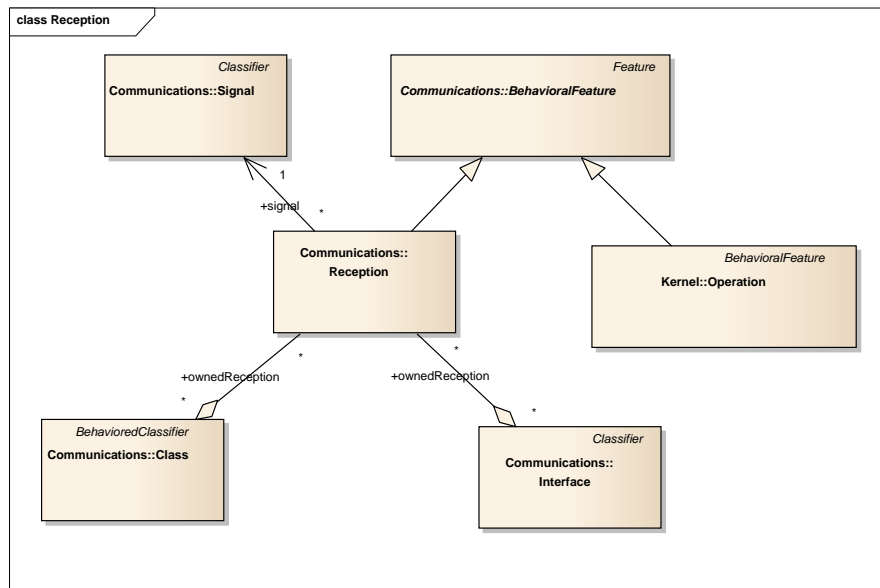 class Reception
Classifier
Communications::Signal
Feature
Communications::BehavioralFeature
1
+signal
*
Communications::
Reception
BehavioralFeature
Kernel::Operation
*
+ownedReception
*
*
+ownedReception
*
BehavioredClassifier
Communications::Class
Classifier
Communications::
Interface